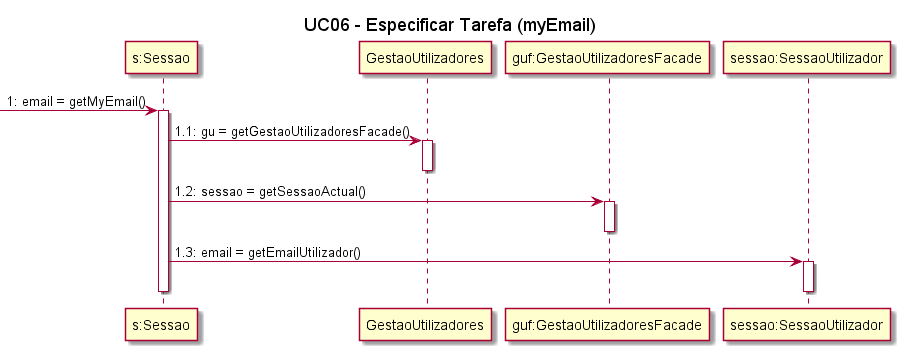 UC06 - Especificar Tarefa (myEmail)
s:Sessao
GestaoUtilizadores
guf:GestaoUtilizadoresFacade
sessao:SessaoUtilizador
1: email = getMyEmail()
1.1: gu = getGestaoUtilizadoresFacade()
1.2: sessao = getSessaoActual()
1.3: email = getEmailUtilizador()
s:Sessao
GestaoUtilizadores
guf:GestaoUtilizadoresFacade
sessao:SessaoUtilizador